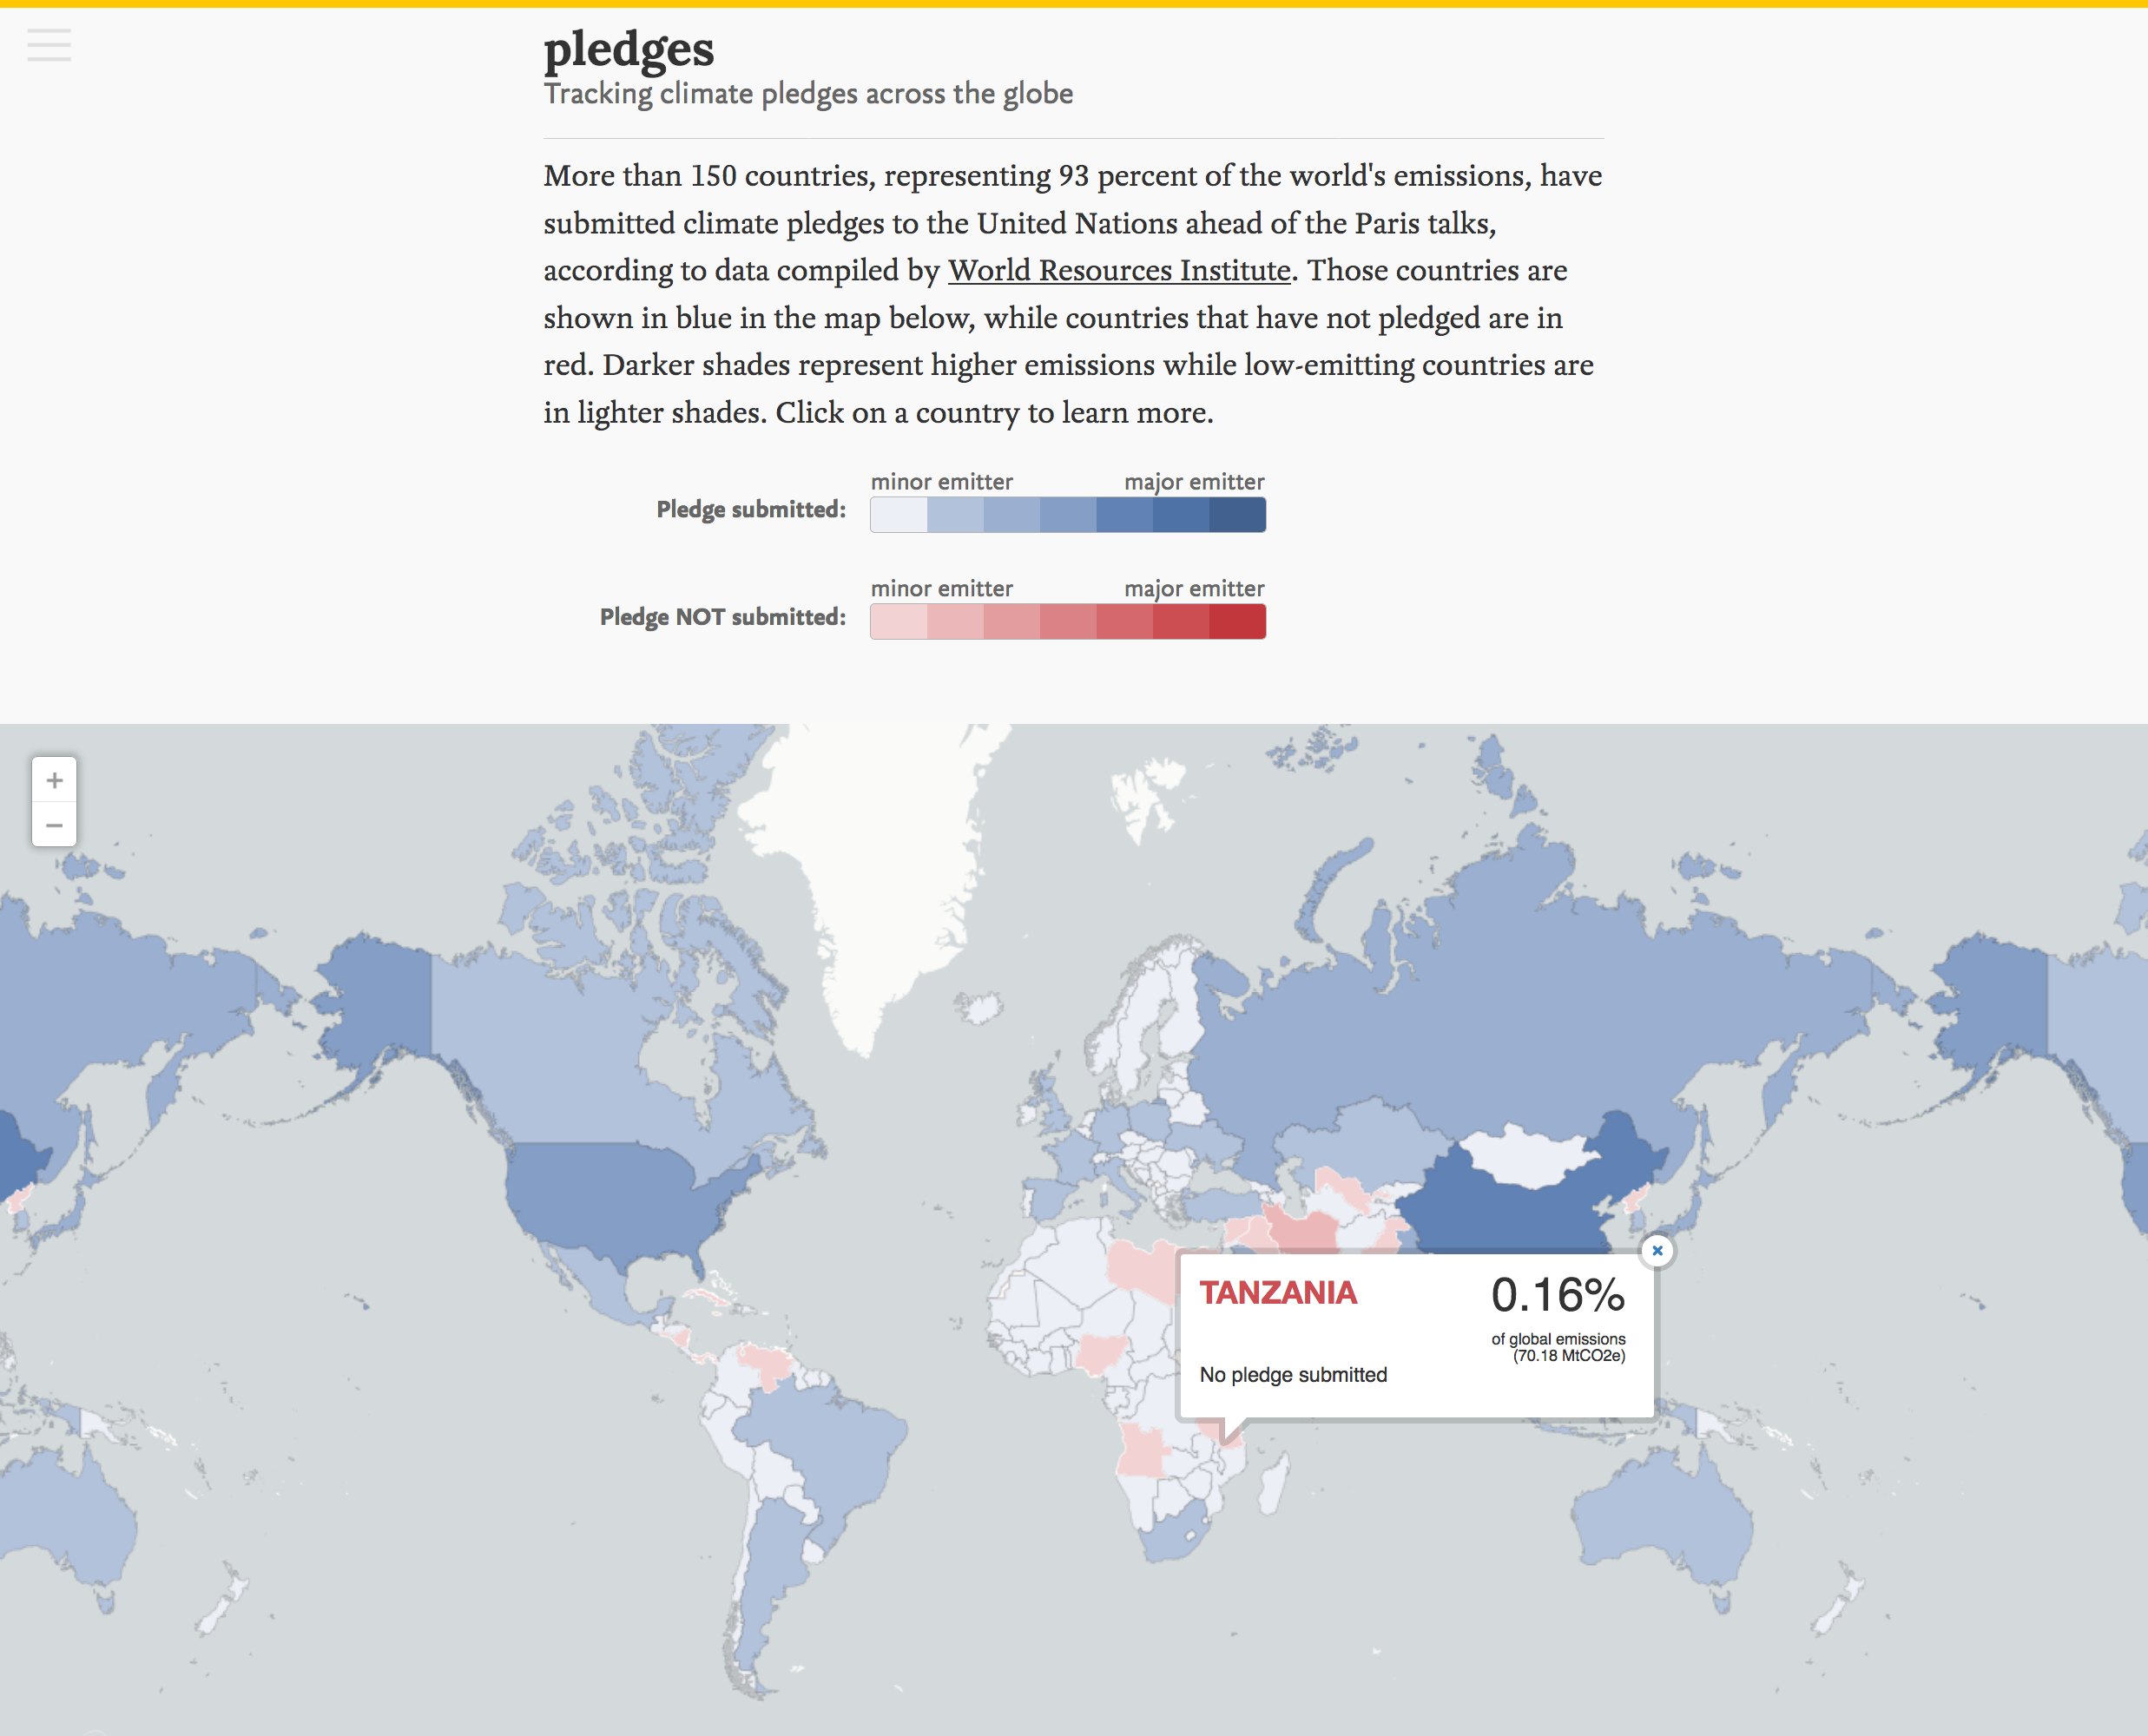 pledges
Tracking climate pledges across the globe
More than 150 countries, representing 93 percent of the world's emissions, have
submitted climate pledges to the United Nations ahead of the Paris talks,
according to data compiled by World Resources Institute. Those countries are
shown in blue in the map below, while countries that have not pledged are in
red. Darker shades represent higher emissions while low-emitting countries are
in lighter shades. Click on a country to learn more.
minor emitter major emitter
Pledge submitted:
minor emitter major emitter
Pledge NOT submitted:
+
−
×
TANZANIA 0.16%
of global emissions
(70.18 MtCO2e)
No pledge submitted